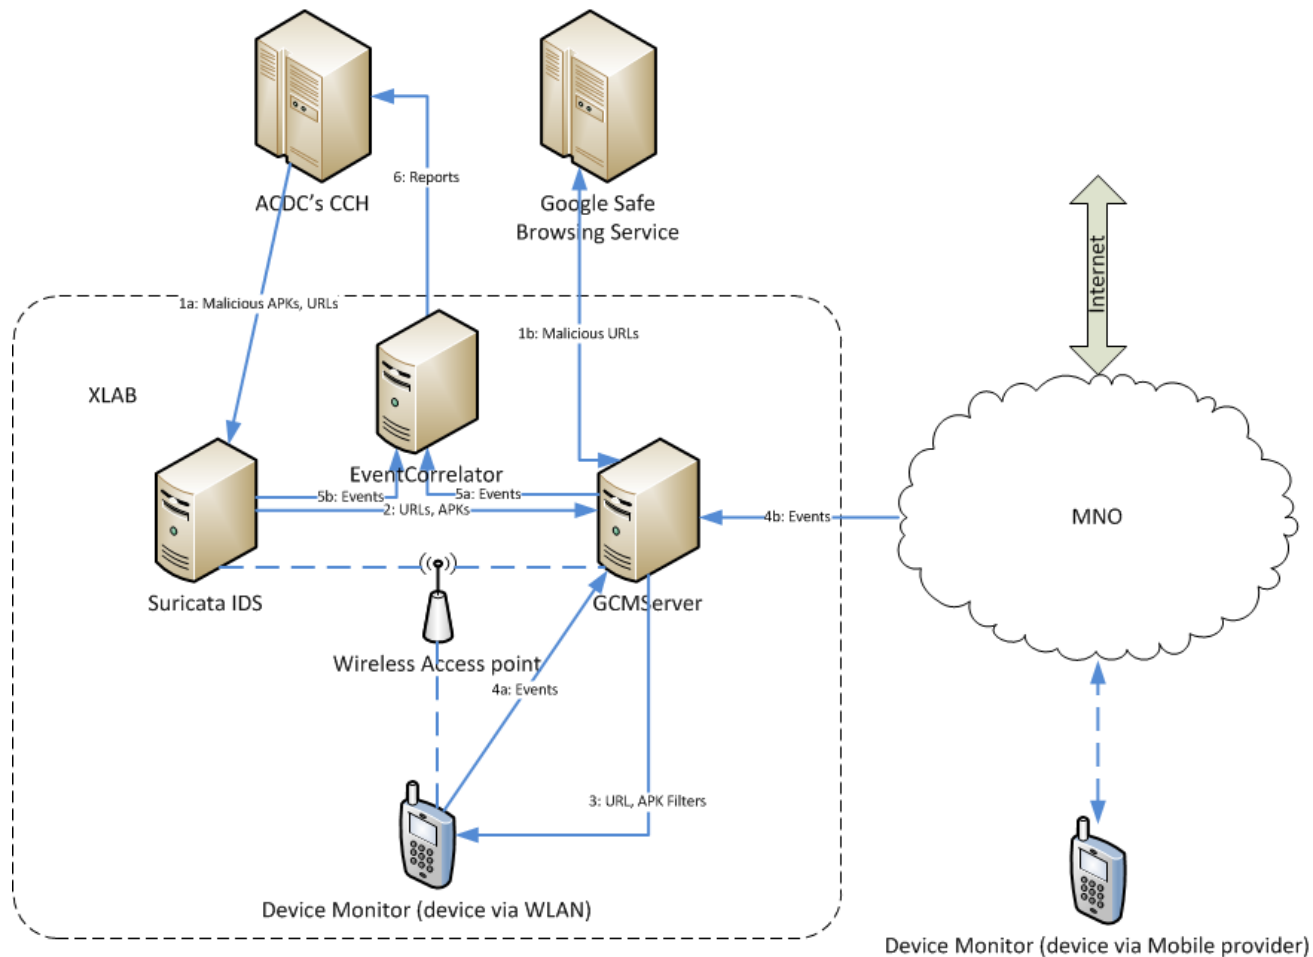 ACDC's CCH
Google Safe
Browsing Service
6: Reports
Internet
1a: Malicious APKs, URLs
1b: Malicious URLs
XLAB
EventCorrelator
5b: Events
5a: Events
2: URLs, APKs
4b: Events
MNO
Suricata IDS
GCMServer
Wireless Access point
4a: Events
3: URL, APK Filters
Device Monitor (device via WLAN)
Device Monitor (device via Mobile provider)